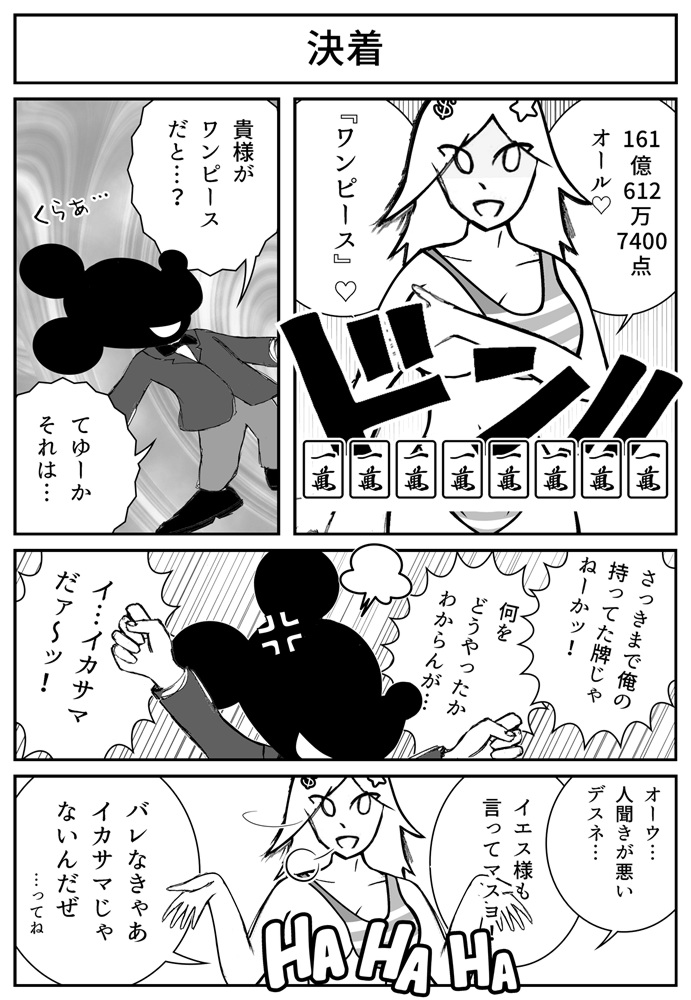 決着
161
億
612
万
7400
点
オール♡
『ワンピース』♡
ドン!!
一萬
一萬
一萬
一萬
一萬
一萬
一萬
一萬
貴様が
ワンピース
だと…?
くらぁ…
てゆーか
それは…
さっきまで俺の
持ってた牌じゃ
ねーかッ!
何を
どうやったか
わからんが…
イ…イカサマ
だァ〜ッ!
オーウ…
人聞きが悪い
デスネ…
イエス様も
言ってマスヨ!
バレなきゃあ
イカサマじゃ
ないんだぜ
…ってね
HA HA HA